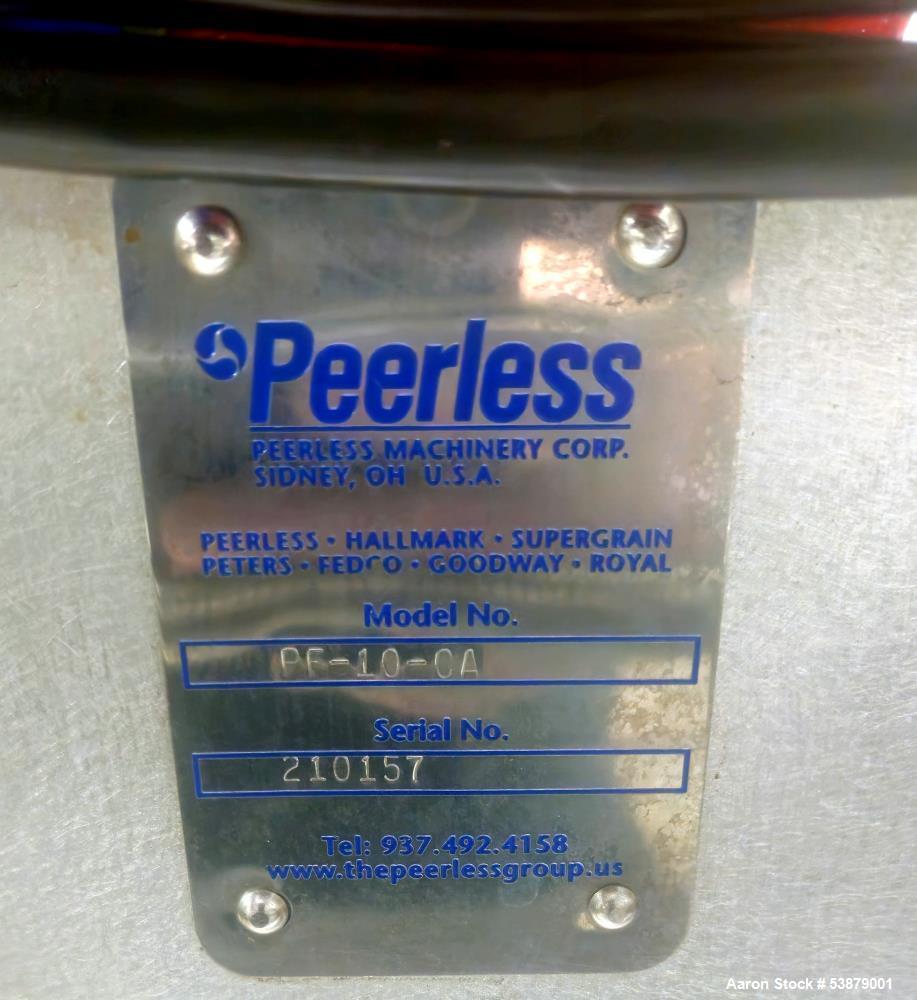 Peerless
PEERLESS MACHINERY CORP.
SIDNEY, OH U.S.A.
PEERLESS • HALLMARK • SUPERGRAIN
PETERS • FEDCO • GOODWAY • ROYAL
Model No.
PF-10-CA
Serial No.
210157
Tel: 937.492.4158
www.thepeerlessgroup.us
Aaron Stock # 53879001